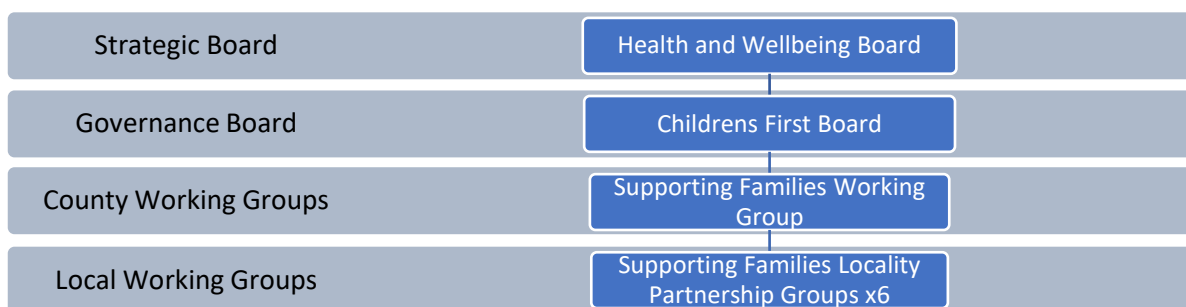 Strategic Board
Health and Wellbeing Board
Governance Board
Childrens First Board
County Working Groups
Supporting Families Working
Group
Local Working Groups
Supporting Families Locality
Partnership Groups x6